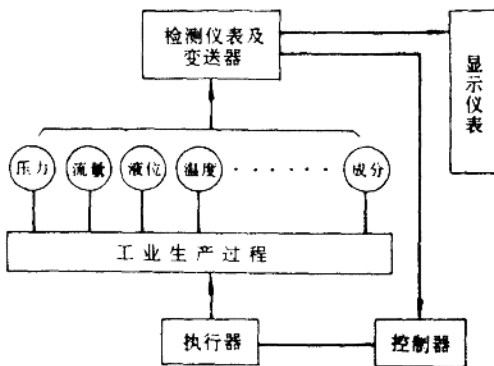 检测仪表及
变送器
显示仪表
压力 流量 液位 温度 · · · · · · 成分
工业生产过程
执行器
控制器